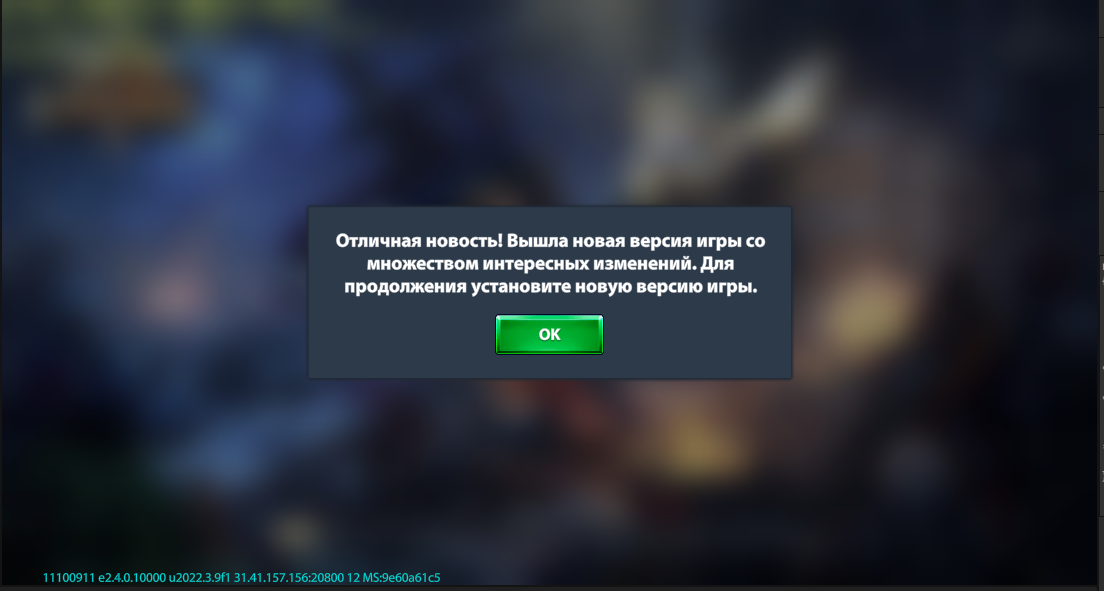 Отличная новость! Вышла новая версия игры со
множеством интересных изменений. Для
продолжения установите новую версию игры.
OK
11100911 e2.4.0.10000 u2022.3.9f1 31.41.157.156:20800 12 MS:9e60a61c5